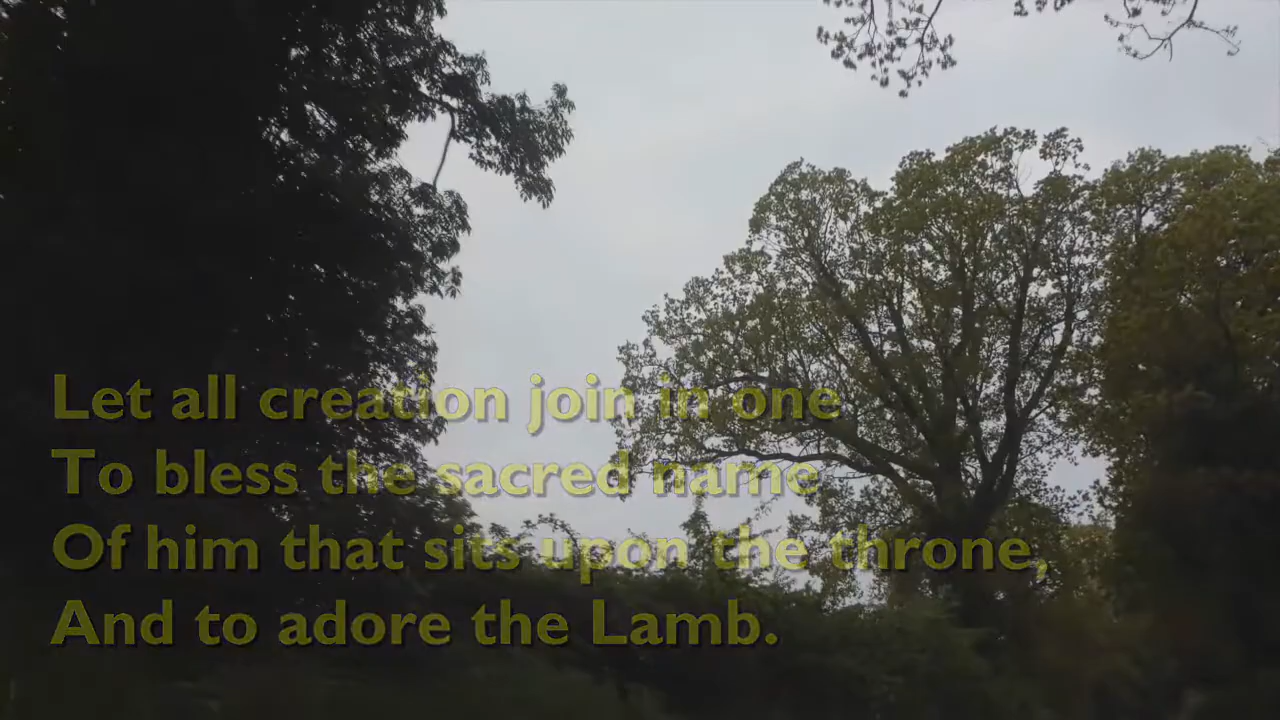 Let all creation join in one
To bless the sacred name
Of him that sits upon the throne,
And to adore the Lamb.